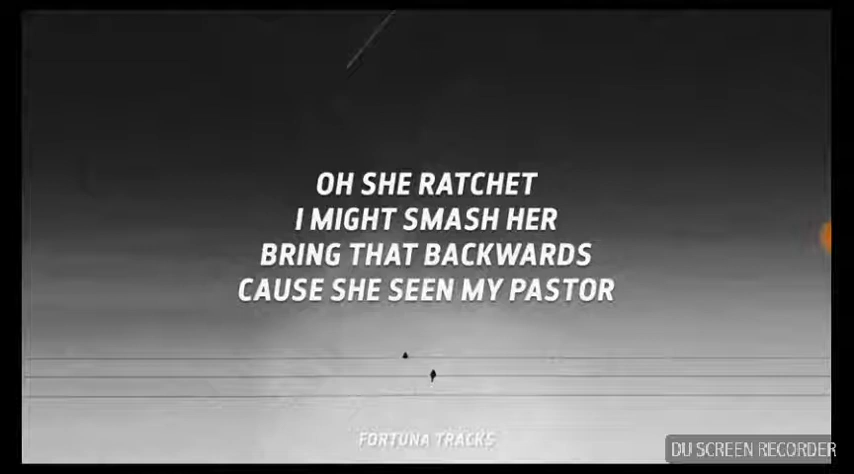 OH SHE RATCHET
I MIGHT SMASH HER
BRING THAT BACKWARDS
CAUSE SHE SEEN MY PASTOR
FORTUNA TRACKS
DU SCREEN RECORDER